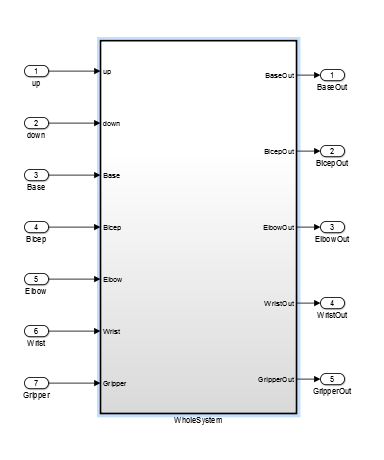 1
up
up
BaseOut
1
BaseOut
2
down
down
BicepOut
2
BicepOut
3
Base
Base
4
Bicep
Bicep
ElbowOut
3
ElbowOut
5
Elbow
Elbow
WristOut
4
WristOut
6
Wrist
Wrist
7
Gripper
Gripper
GripperOut
5
GripperOut
WholeSystem